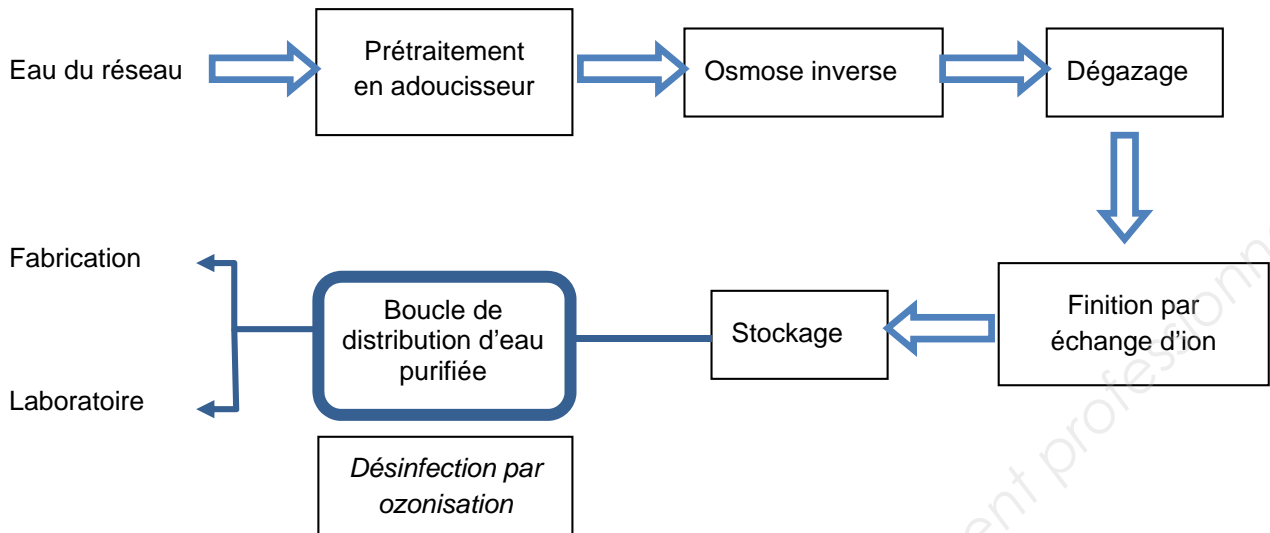 Eau du réseau
Prétraitement
en adoucisseur
Osmose inverse
Dégazage
Fabrication
Laboratoire
Boucle de
distribution d'eau
purifiée
Stockage
Finition par
échange d'ion
Désinfection par
ozonisation